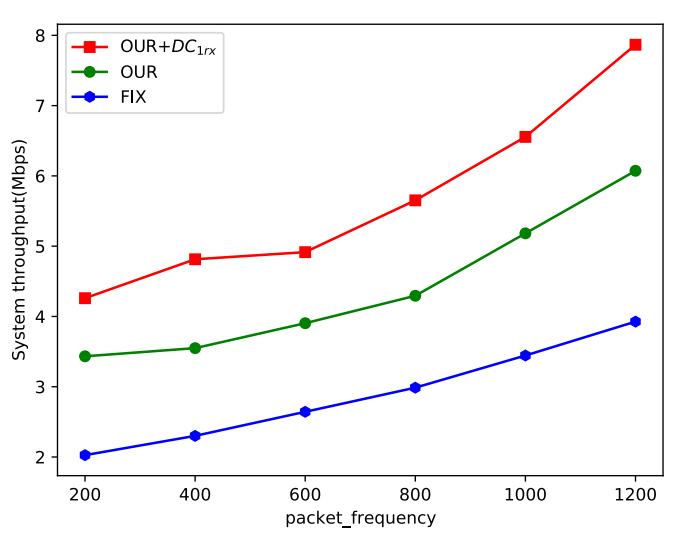 OUR+DC1rx
OUR
FIX
System throughput(Mbps)
8
7
6
5
4
3
2
200 400 600 800 1000 1200
packet_frequency